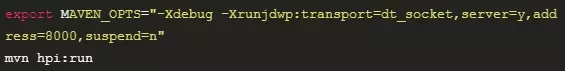 export MAVEN_OPTS="-Xdebug -Xrunjdwp:transport=dt_socket,server=y,add
ress=8000,suspend=n"
mvn hpi:run